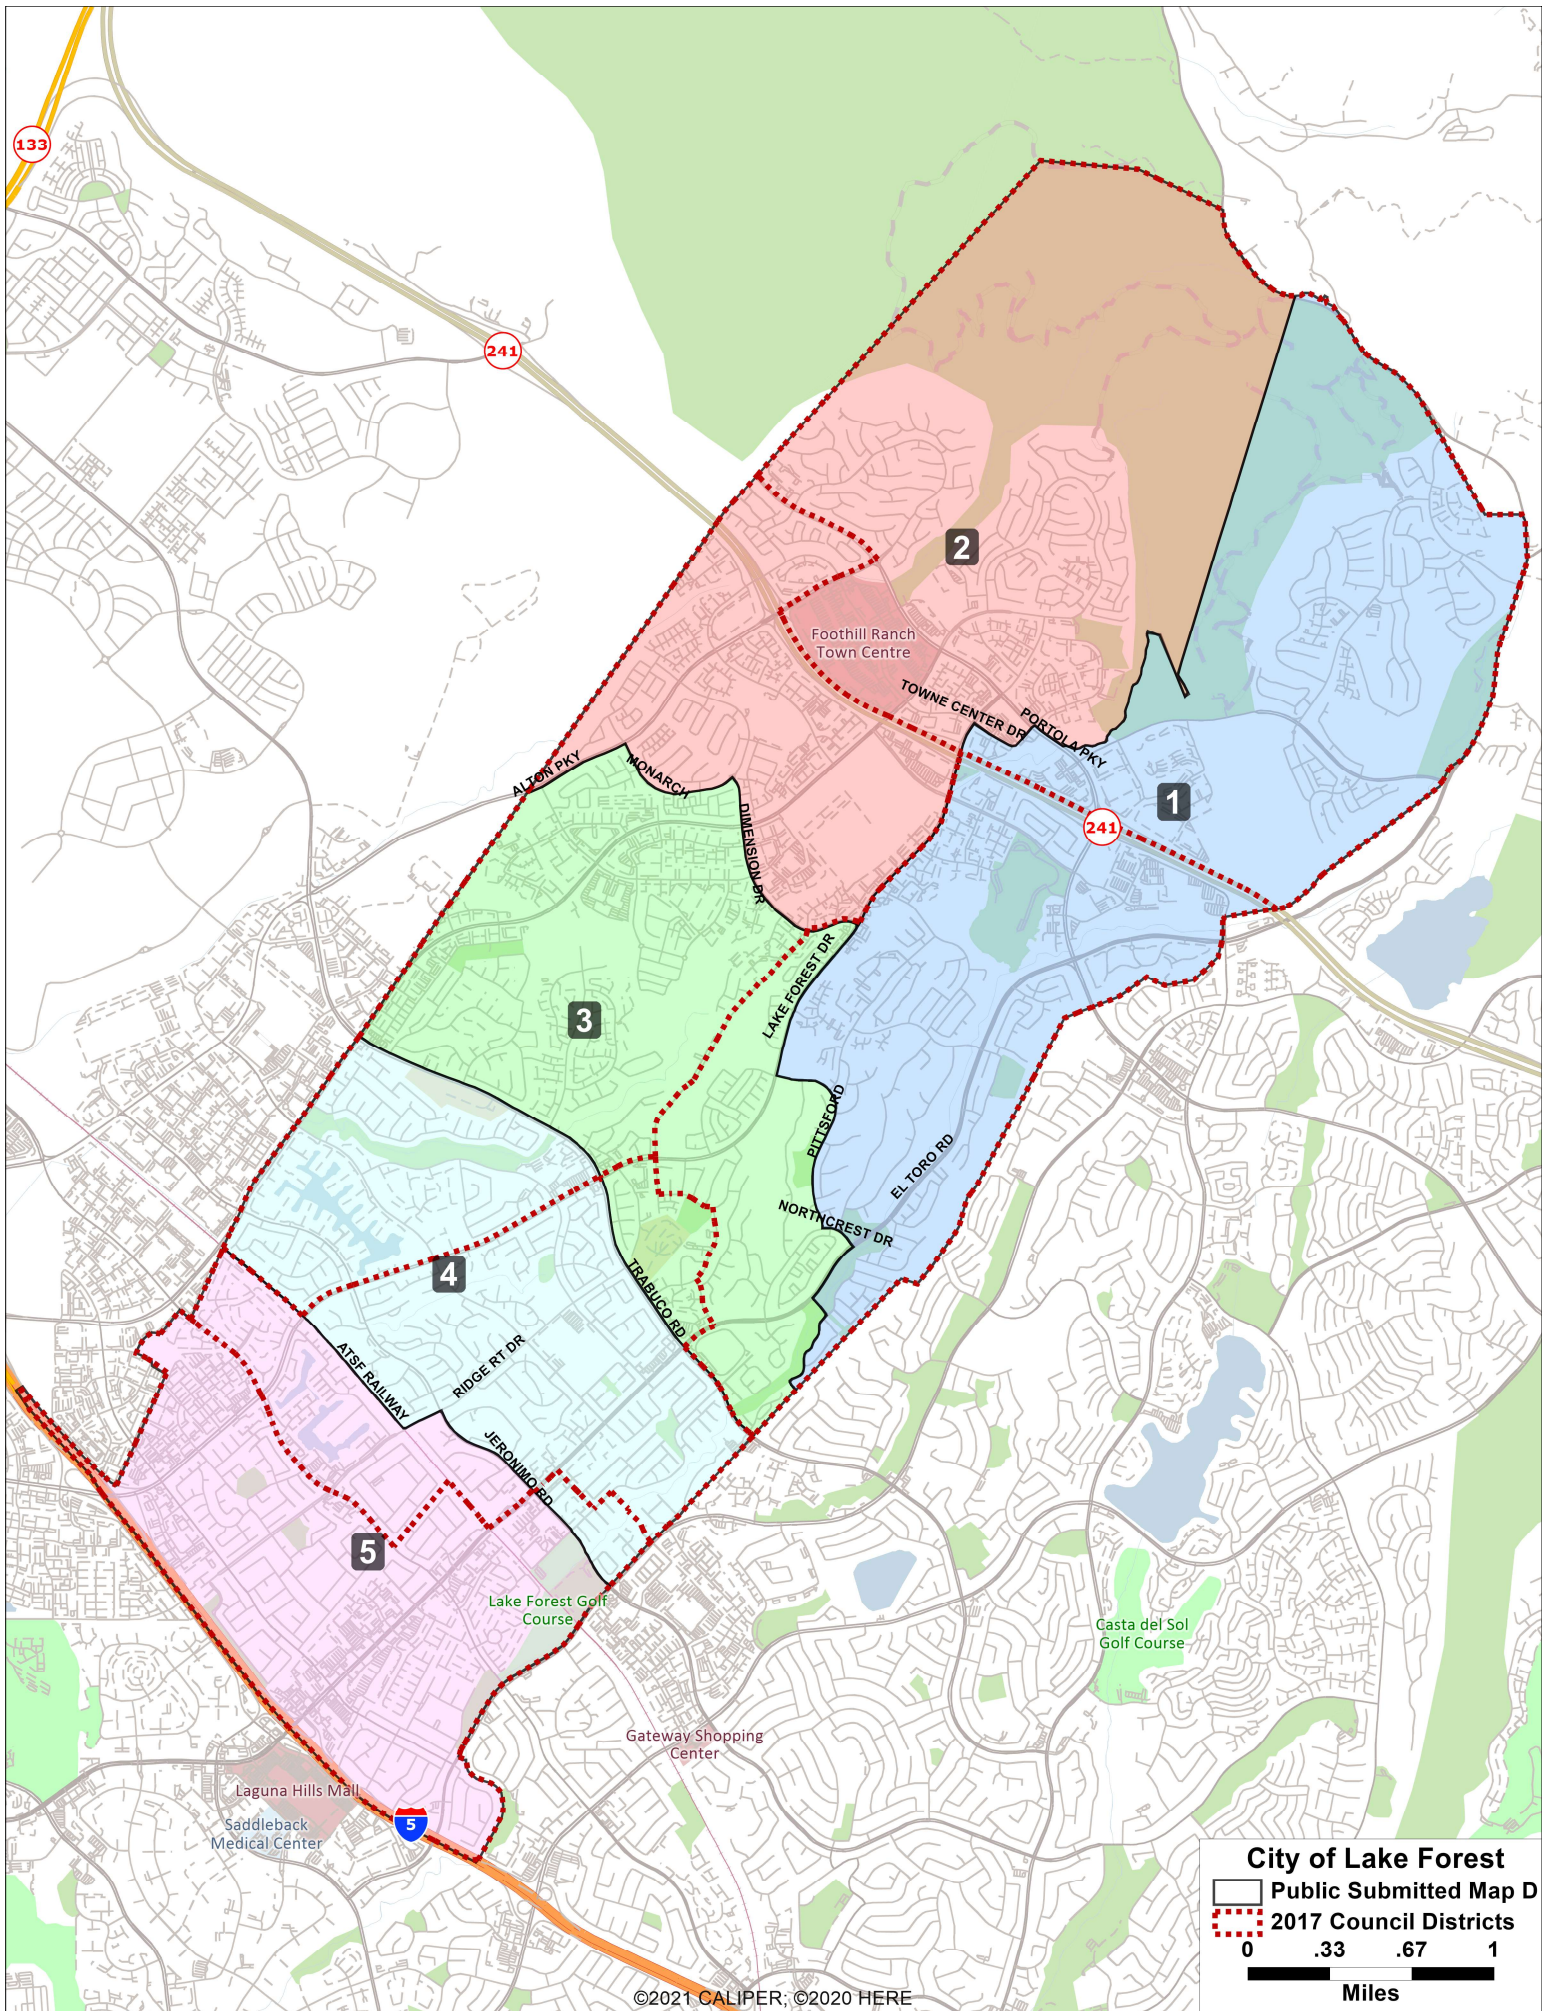 133
241
2
Foothill Ranch
Town Centre
TOWNE CENTER DR
PORTOLA PKY
ALTON PKY
MONARCH
DIMENSION DR
1
241
LAKE FOREST DR
3
PITTSFORD
EL TORO RD
NORTHCREST DR
4
TRABUCO RD
ATSF RAILWAY
RIDGE RT DR
JERONIMO RD
5
Lake Forest Golf
Course
Casta del Sol
Golf Course
Gateway Shopping
Center
Laguna Hills Mall
Saddleback
Medical Center
5
City of Lake Forest
Public Submitted Map D
2017 Council Districts
0 .33 .67 1
Miles
©2021 CALIPER; ©2020 HERE